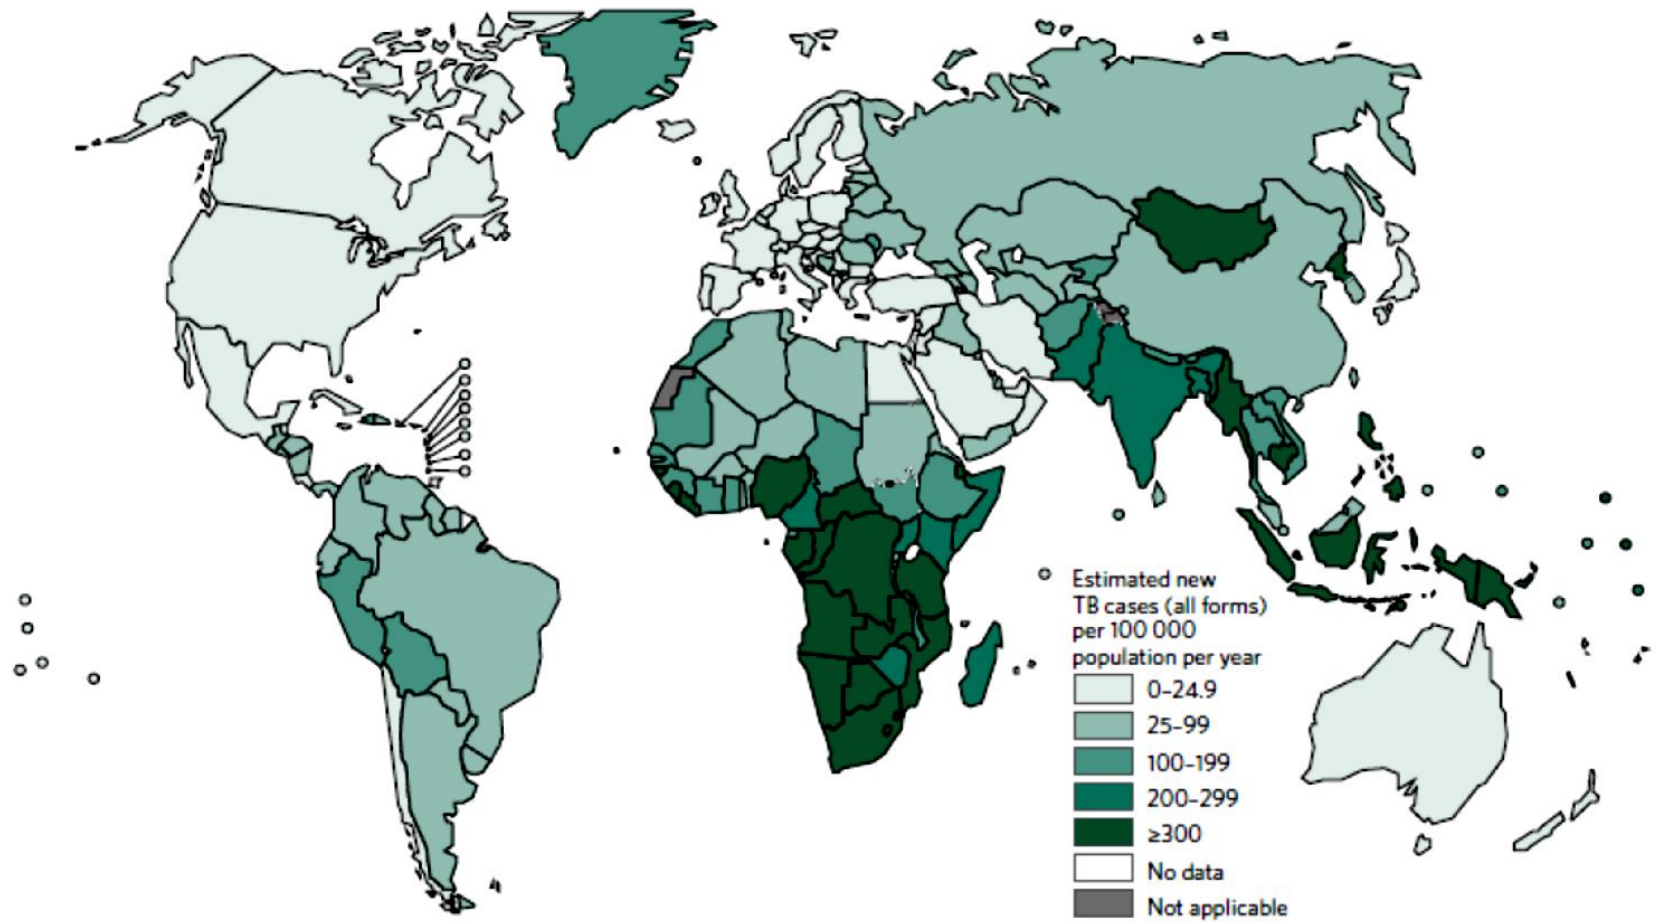 Estimated new
TB cases (all forms)
per 100 000
population per year
0–24.9
25–99
100–199
200–299
≥300
No data
Not applicable